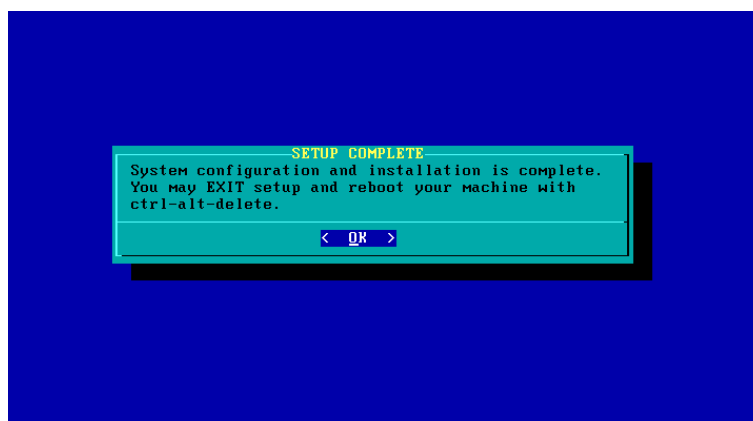 SETUP COMPLETE
System configuration and installation is complete.
You may EXIT setup and reboot your machine with
ctrl-alt-delete.
< OK >